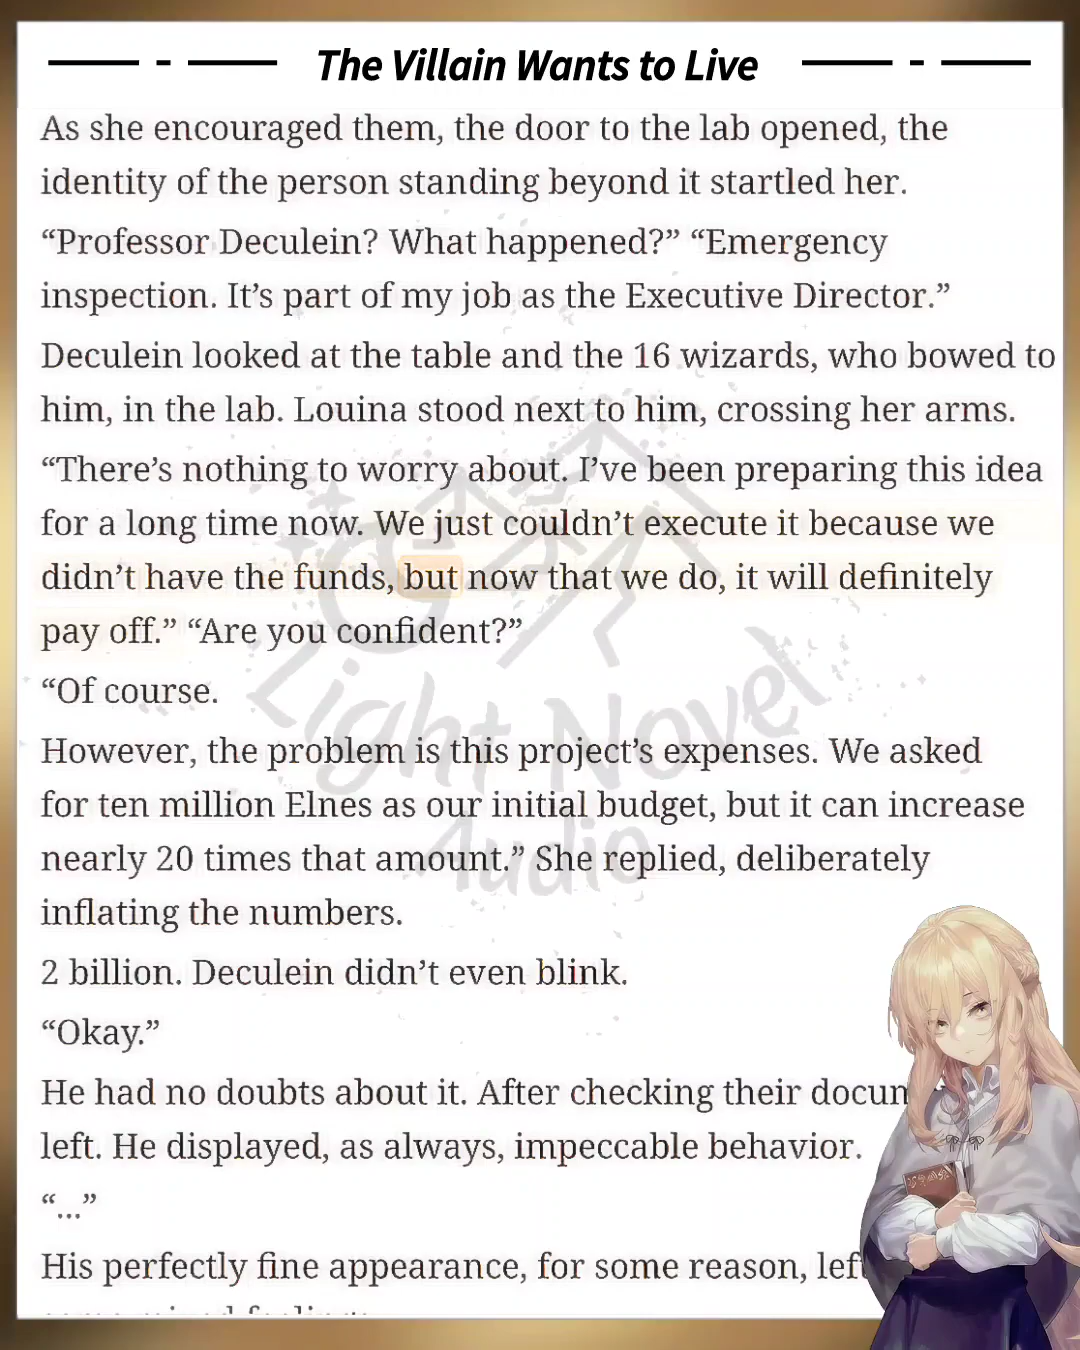 The Villain Wants to Live
As she encouraged them, the door to the lab opened, the
identity of the person standing beyond it startled her.
“Professor Deculein? What happened?” “Emergency
inspection. It’s part of my job as the Executive Director.”
Deculein looked at the table and the 16 wizards, who bowed to
him, in the lab. Louina stood next to him, crossing her arms.
“There’s nothing to worry about. I’ve been preparing this idea
for a long time now. We just couldn’t execute it because we
didn’t have the funds, but now that we do, it will definitely
pay off.” “Are you confident?”
“Of course.
However, the problem is this project’s expenses. We asked
for ten million Elnes as our initial budget, but it can increase
nearly 20 times that amount.” She replied, deliberately
inflating the numbers.
2 billion. Deculein didn’t even blink.
“Okay.”
He had no doubts about it. After checking their docun
left. He displayed, as always, impeccable behavior.
“...”
His perfectly fine appearance, for some reason, left
Light Novel
Audio